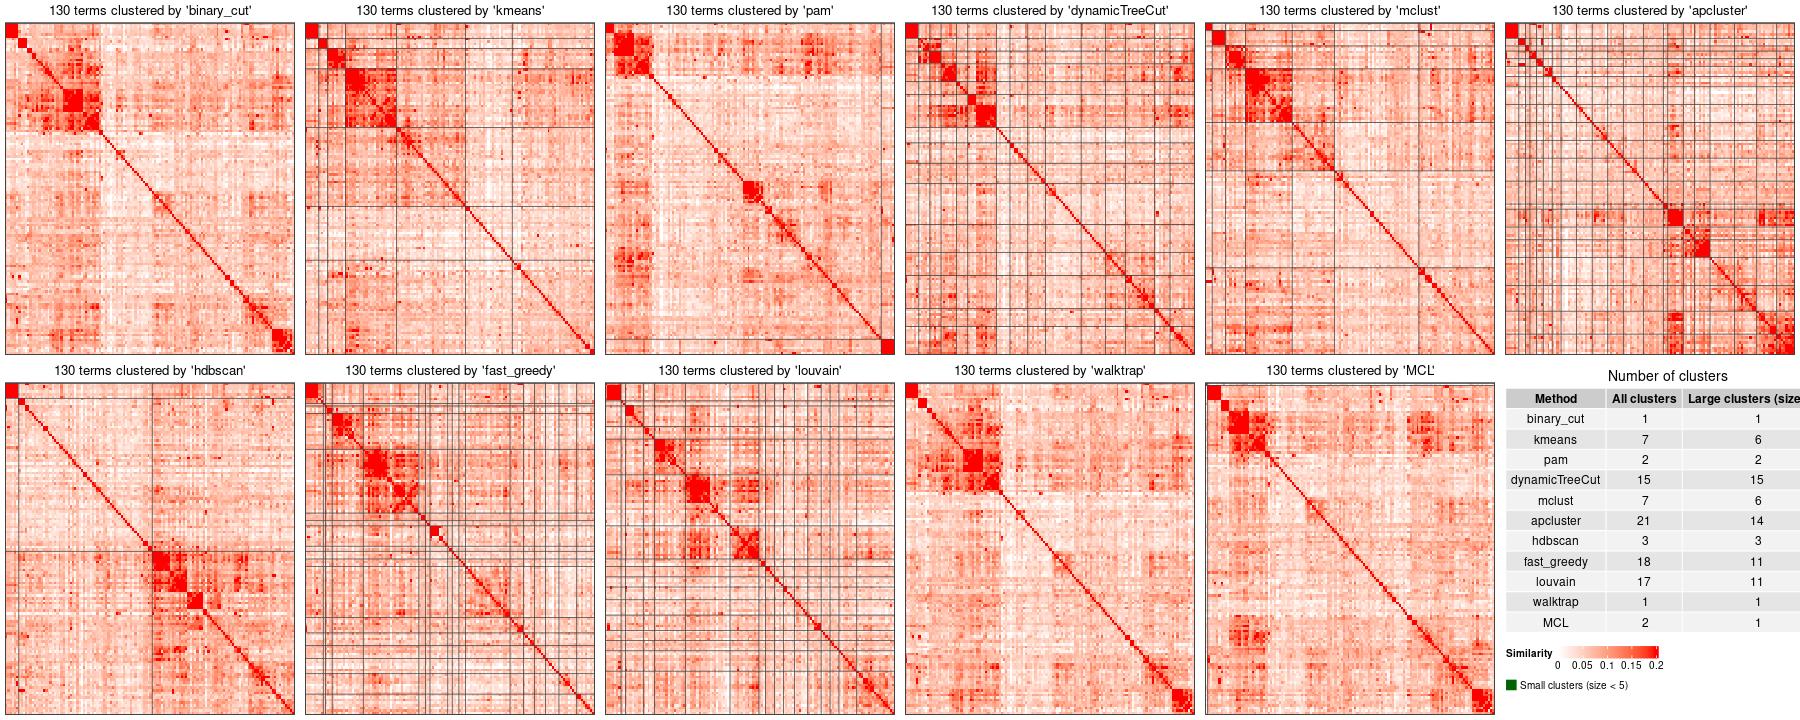 130 terms clustered by 'binary_cut'
130 terms clustered by 'kmeans'
130 terms clustered by 'pam'
130 terms clustered by 'dynamicTreeCut'
130 terms clustered by 'mclust'
130 terms clustered by 'apcluster'
130 terms clustered by 'hdbscan'
130 terms clustered by 'fast_greedy'
130 terms clustered by 'louvain'
130 terms clustered by 'walktrap'
130 terms clustered by 'MCL'
Number of clusters
Method All clusters Large clusters (size
binary_cut 1 1
kmeans 7 6
pam 2 2
dynamicTreeCut 15 15
mclust 7 6
apcluster 21 14
hdbscan 3 3
fast_greedy 18 11
louvain 17 11
walktrap 1 1
MCL 2 1
Similarity
0 0.05 0.1 0.15 0.2
Small clusters (size < 5)